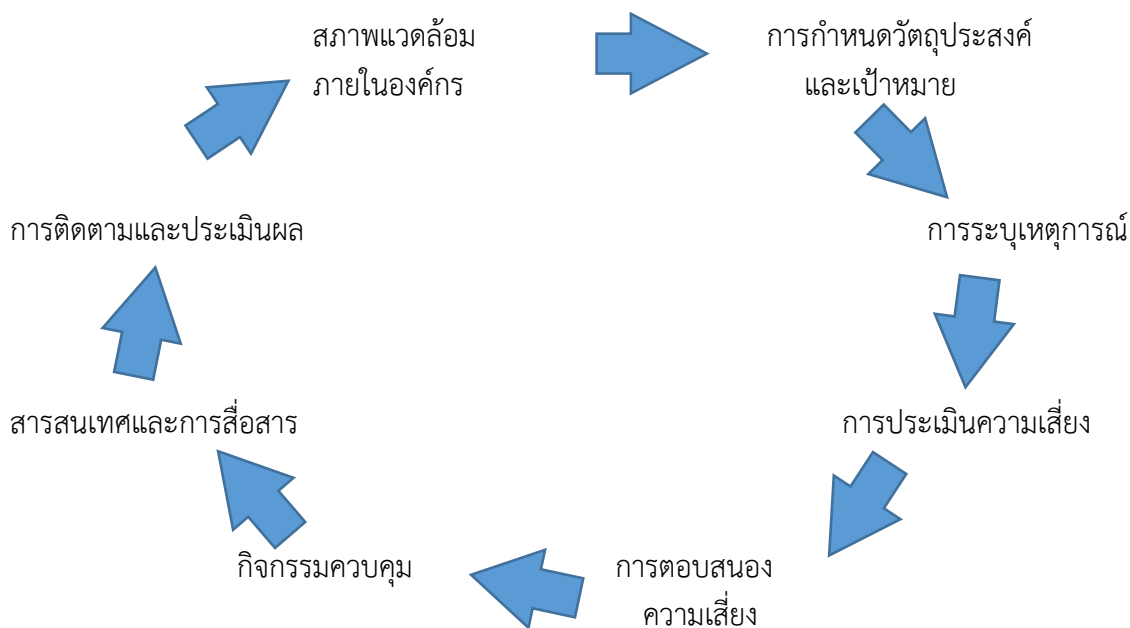 สภาพแวดล้อม
ภายในองค์กร
การกำหนดวัตถุประสงค์
และเป้าหมาย
การระบุเหตุการณ์
การประเมินความเสี่ยง
การตอบสนอง
ความเสี่ยง
กิจกรรมควบคุม
สารสนเทศและการสื่อสาร
การติดตามและประเมินผล